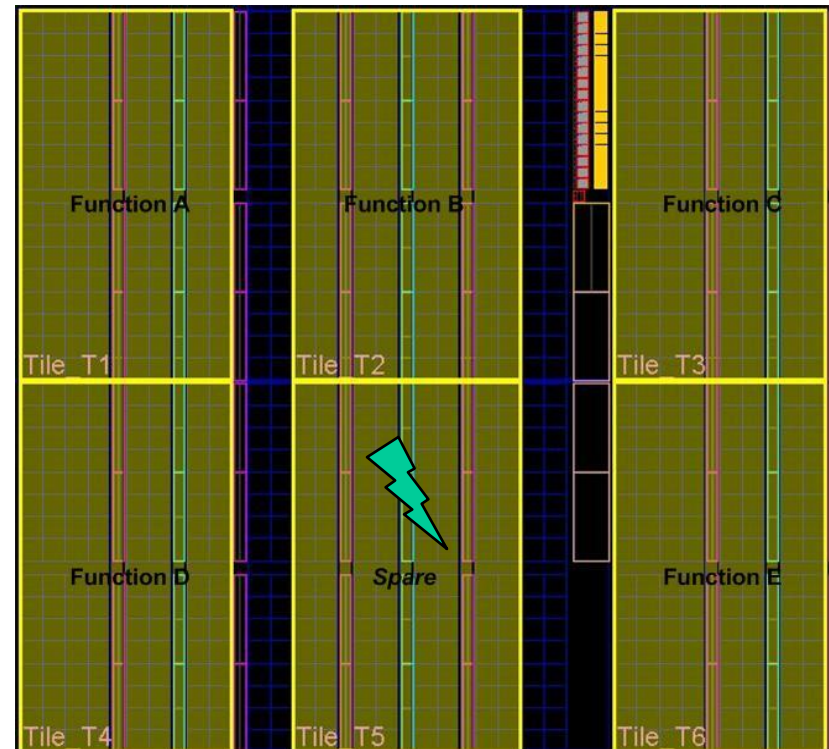 Function A
Function B
Function C
Tile_T1
Tile_T2
Tile_T3
Function D
Spare
Function E
Tile_T4
Tile_T5
Tile_T6